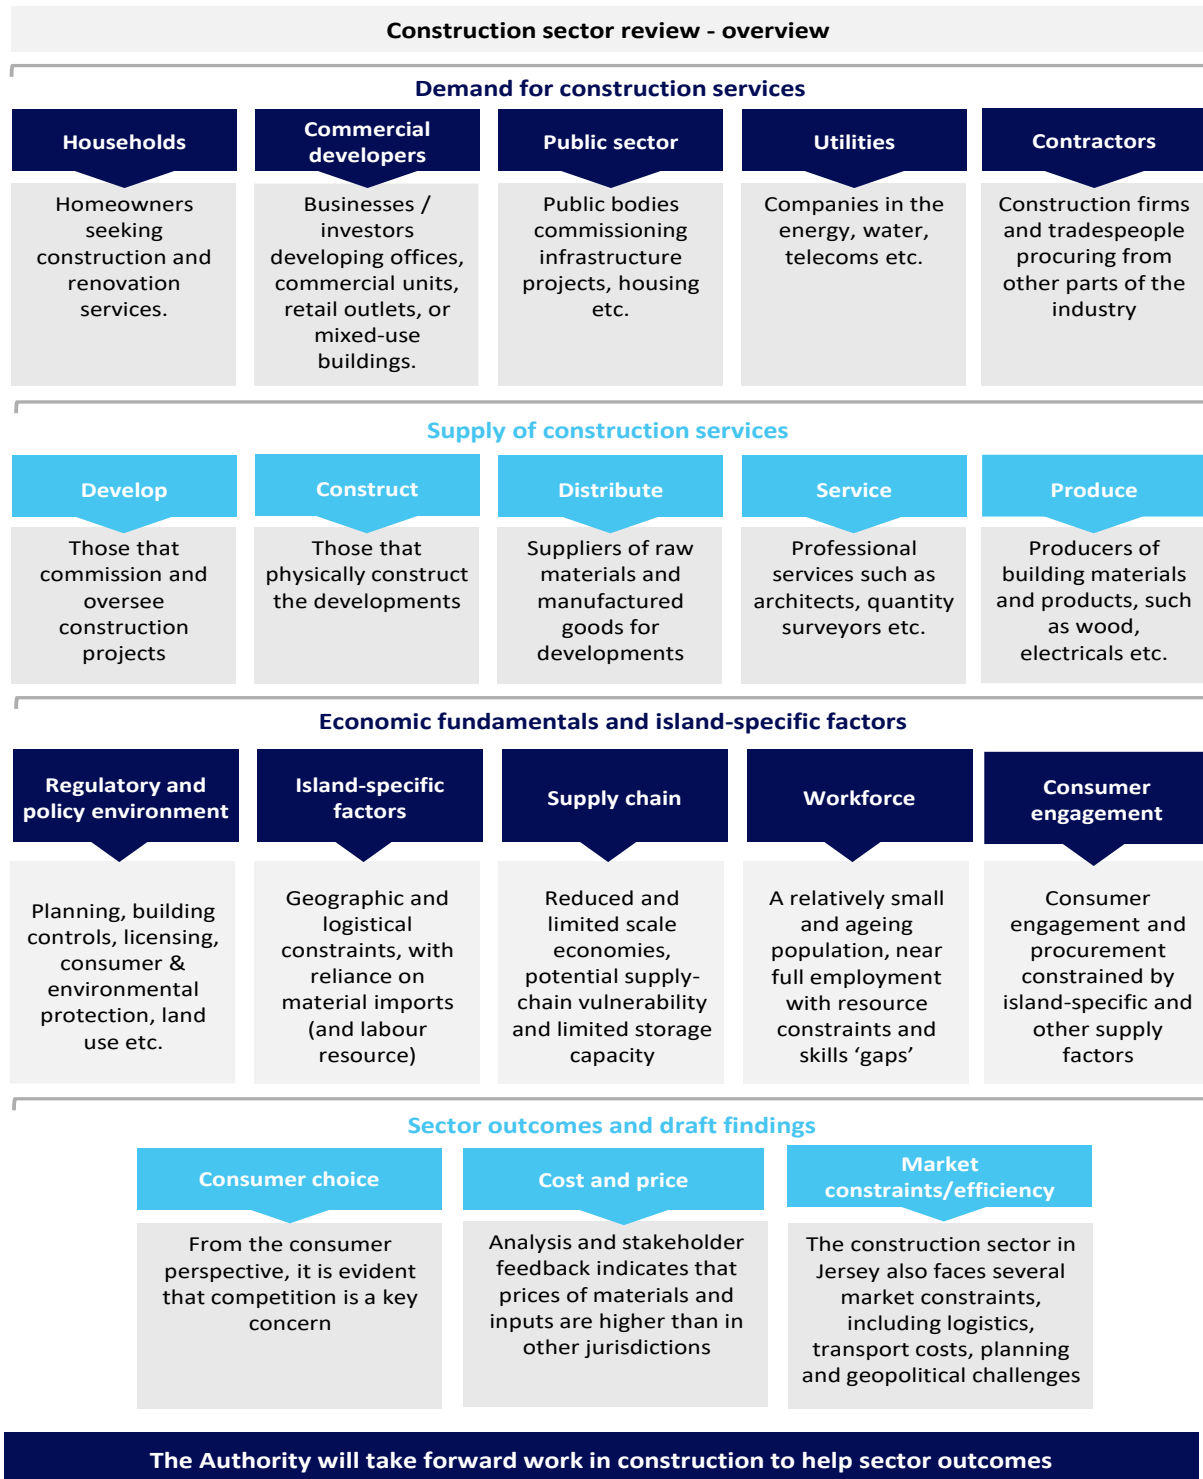 Construction sector review - overview
Demand for construction services
Households
Homeowners
seeking
construction and
renovation
services.
Commercial
developers
Businesses /
investors
developing offices,
commercial units,
retail outlets, or
mixed-use
buildings.
Public sector
Public bodies
commissioning
infrastructure
projects, housing
etc.
Utilities
Companies in the
energy, water,
telecoms etc.
Contractors
Construction firms
and tradespeople
procuring from
other parts of the
industry
Supply of construction services
Develop
Those that
commission and
oversee
construction
projects
Construct
Those that
physically construct
the developments
Distribute
Suppliers of raw
materials and
manufactured
goods for
developments
Service
Professional
services such as
architects, quantity
surveyors etc.
Produce
Producers of
building materials
and products, such
as wood,
electricals etc.
Economic fundamentals and island-specific factors
Regulatory and
policy environment
Planning, building
controls, licensing,
consumer &
environmental
protection, land
use etc.
Island-specific
factors
Geographic and
logistical
constraints, with
reliance on
material imports
(and labour
resource)
Supply chain
Reduced and
limited scale
economies,
potential supply-
chain vulnerability
and limited storage
capacity
Workforce
A relatively small
and ageing
population, near
full employment
with resource
constraints and
skills ‘gaps’
Consumer
engagement
Consumer
engagement and
procurement
constrained by
island-specific and
other supply
factors
Sector outcomes and draft findings
Consumer choice
From the consumer
perspective, it is evident
that competition is a key
concern
Cost and price
Analysis and stakeholder
feedback indicates that
prices of materials and
inputs are higher than in
other jurisdictions
Market
constraints/efficiency
The construction sector in
Jersey also faces several
market constraints,
including logistics,
transport costs, planning
and geopolitical challenges
The Authority will take forward work in construction to help sector outcomes